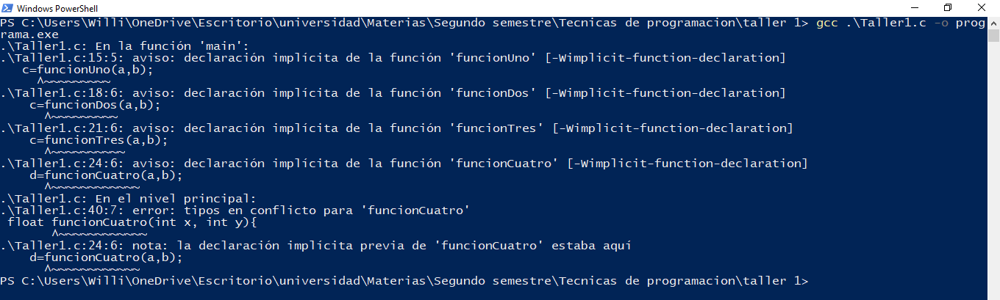 Windows PowerShell
PS C:\Users\Willi\OneDrive\Escritorio\universidad\Materias\Segundo semestre\Tecnicas de programacion\taller 1> gcc .\Taller1.c -o prog
rama.exe
.\Taller1.c: En la función 'main':
.\Taller1.c:15:5: aviso: declaración implícita de la función 'funcionUno' [-Wimplicit-function-declaration]
   c=funcionUno(a,b);
     ^~~~~~~~~~
.\Taller1.c:18:6: aviso: declaración implícita de la función 'funcionDos' [-Wimplicit-function-declaration]
    c=funcionDos(a,b);
      ^~~~~~~~~~
.\Taller1.c:21:6: aviso: declaración implícita de la función 'funcionTres' [-Wimplicit-function-declaration]
    c=funcionTres(a,b);
      ^~~~~~~~~~~
.\Taller1.c:24:6: aviso: declaración implícita de la función 'funcionCuatro' [-Wimplicit-function-declaration]
    d=funcionCuatro(a,b);
      ^~~~~~~~~~~~~
.\Taller1.c: En el nivel principal:
.\Taller1.c:40:7: error: tipos en conflicto para 'funcionCuatro'
 float funcionCuatro(int x, int y){
       ^~~~~~~~~~~~~
.\Taller1.c:24:6: nota: la declaración implícita previa de 'funcionCuatro' estaba aquí
    d=funcionCuatro(a,b);
      ^~~~~~~~~~~~~
PS C:\Users\Willi\OneDrive\Escritorio\universidad\Materias\Segundo semestre\Tecnicas de programacion\taller 1>